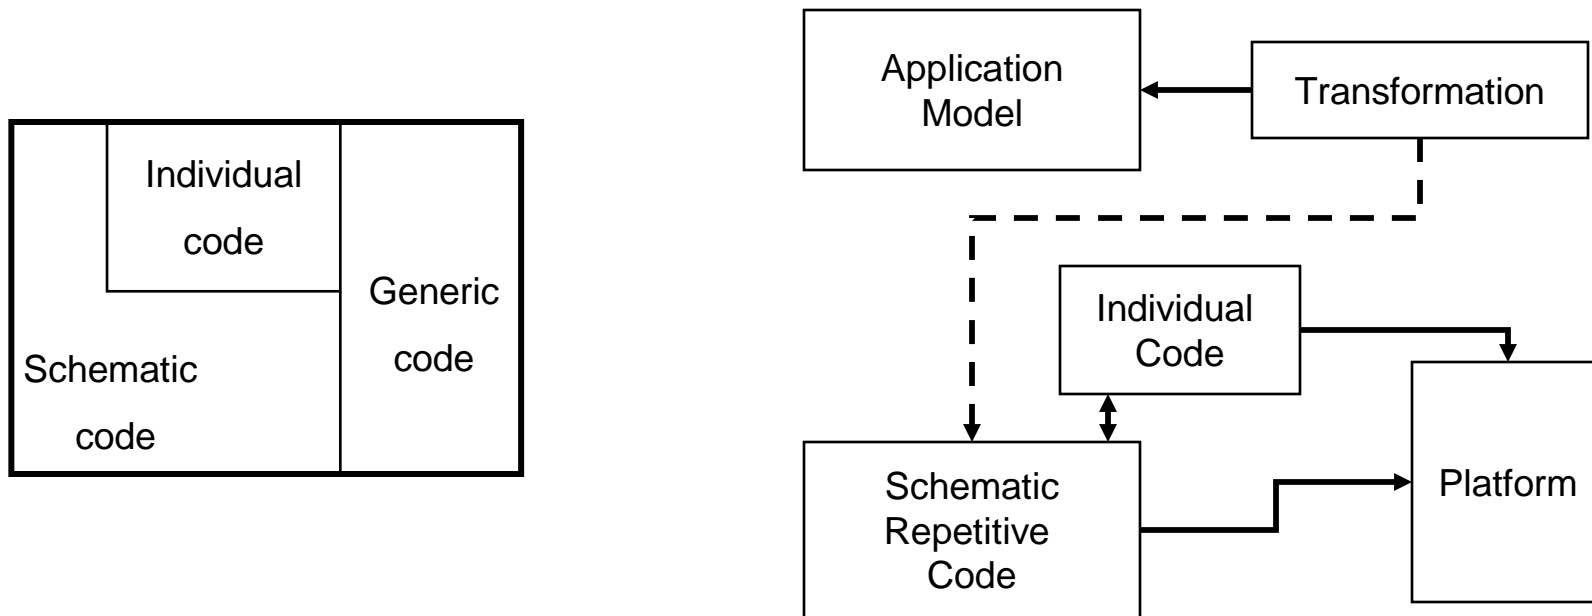 Individual
code
Generic
code
Schematic
code
Application
Model
Transformation
Individual
Code
Schematic
Repetitive
Code
Platform